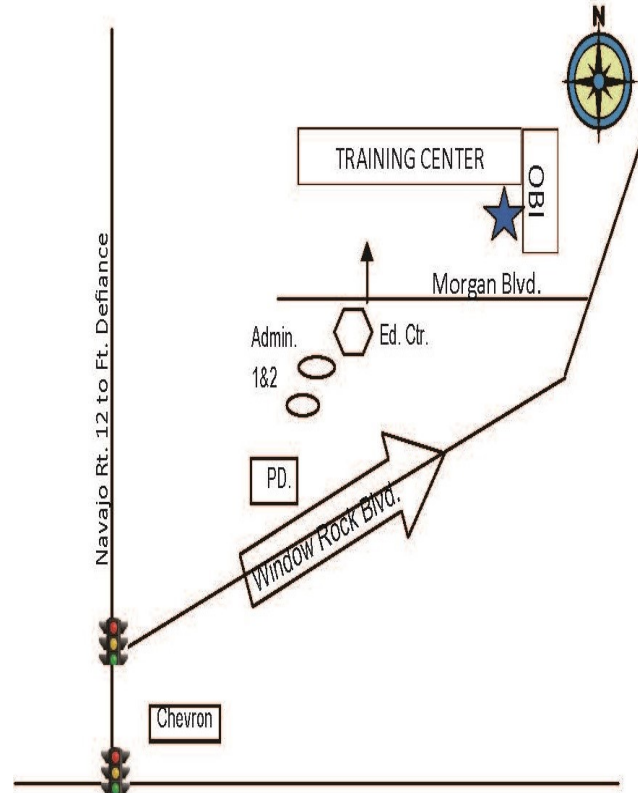 N
TRAINING CENTER
OBI
Morgan Blvd.
Admin.
1&2
Ed. Ctr.
Navajo Rt. 12 to Ft. Defiance
PD.
Window Rock Blvd.
Chevron